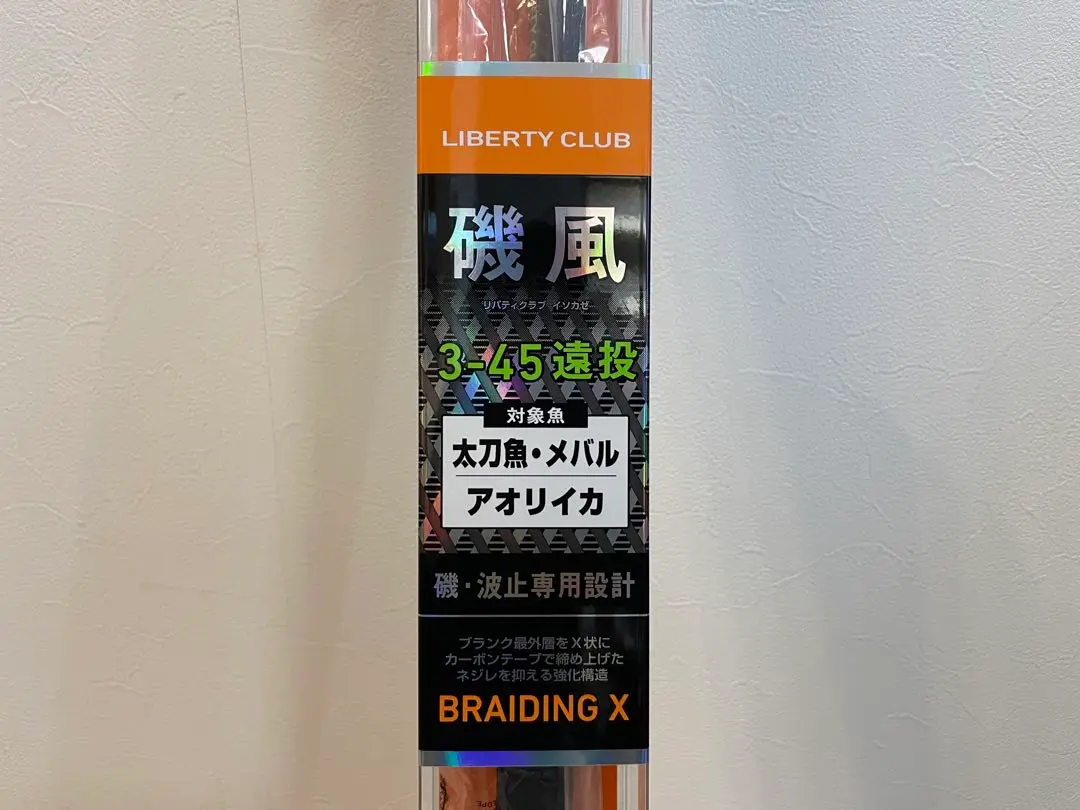 LIBERTY CLUB
磯風
リバティクラブ イソカゼ
3-45遠投
対象魚
太刀魚・メバル
アオリイカ
磯・波止専用設計
ブランク最外層をX状に
カーボンテープで締め上げた
ネジレを抑える強化構造
BRAIDING X